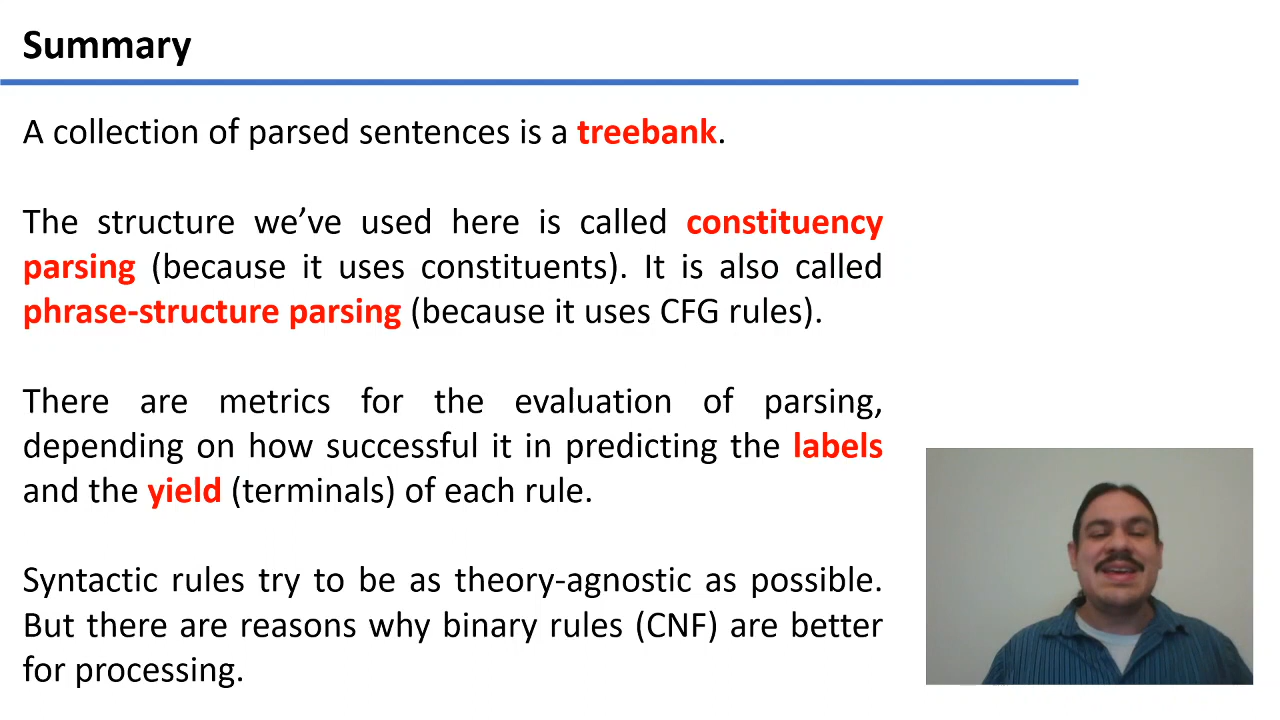 Summary
A collection of parsed sentences is a treebank.
The structure we’ve used here is called constituency
parsing (because it uses constituents). It is also called
phrase-structure parsing (because it uses CFG rules).
There are metrics for the evaluation of parsing,
depending on how successful it in predicting the labels
and the yield (terminals) of each rule.
Syntactic rules try to be as theory-agnostic as possible.
But there are reasons why binary rules (CNF) are better
for processing.